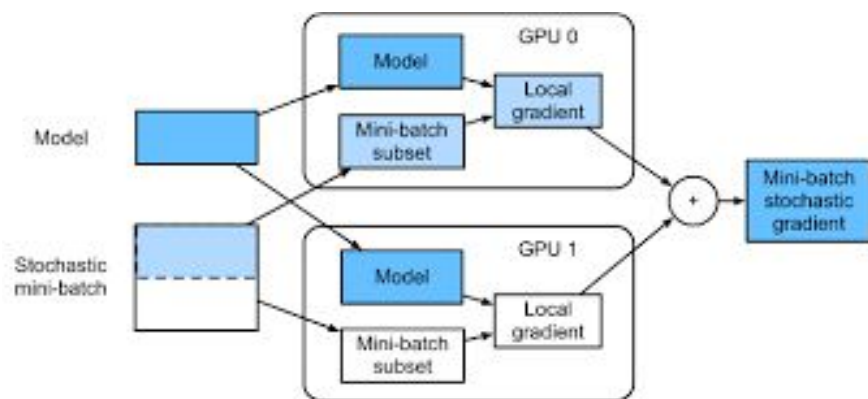 GPU 0
Model
Local
gradient
Mini-batch
subset
Model
+
Mini-batch
stochastic
gradient
Stochastic
mini-batch
GPU 1
Model
Local
gradient
Mini-batch
subset